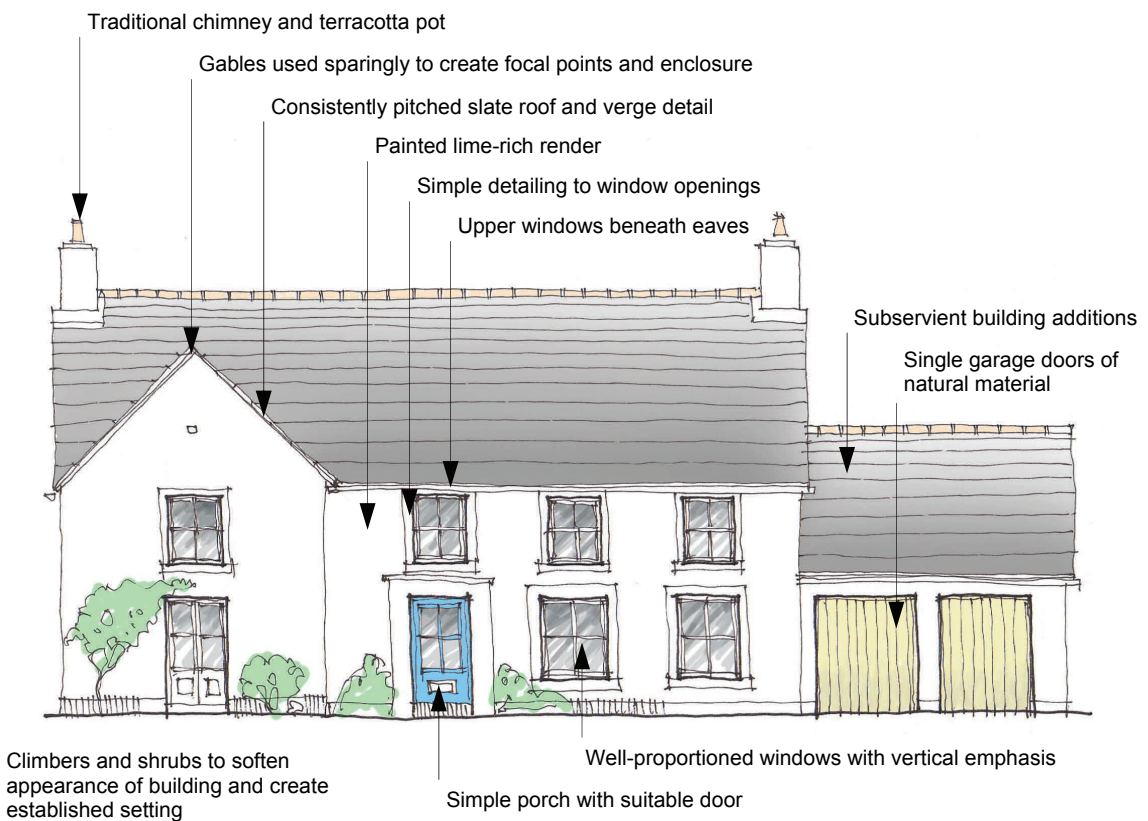 Traditional chimney and terracotta pot
Gables used sparingly to create focal points and enclosure
Consistently pitched slate roof and verge detail
Painted lime-rich render
Simple detailing to window openings
Upper windows beneath eaves
Subservient building additions
Single garage doors of
natural material
Well-proportioned windows with vertical emphasis
Climbers and shrubs to soften
appearance of building and create
established setting
Simple porch with suitable door